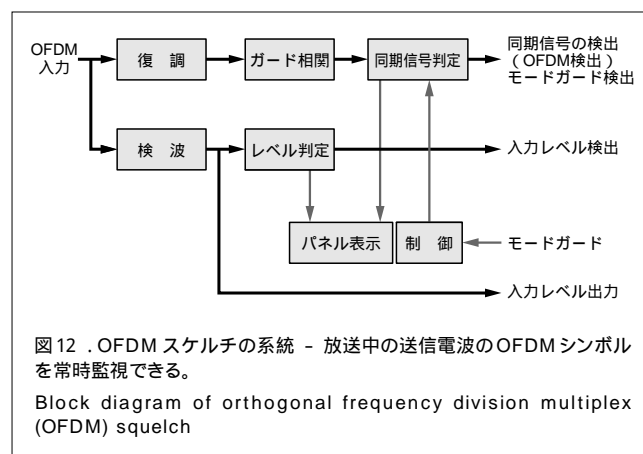 OFDM
入力
復 調
ガード相関
同期信号判定
同期信号の検出
(OFDM検出)
モードガード検出
検 波
レベル判定
入力レベル検出
パネル表示
制 御
モードガード
入力レベル出力
図12 .OFDM スケルチの系統 – 放送中の送信電波のOFDMシンボル
を常時監視できる。
Block diagram of orthogonal frequency division multiplex
(OFDM) squelch